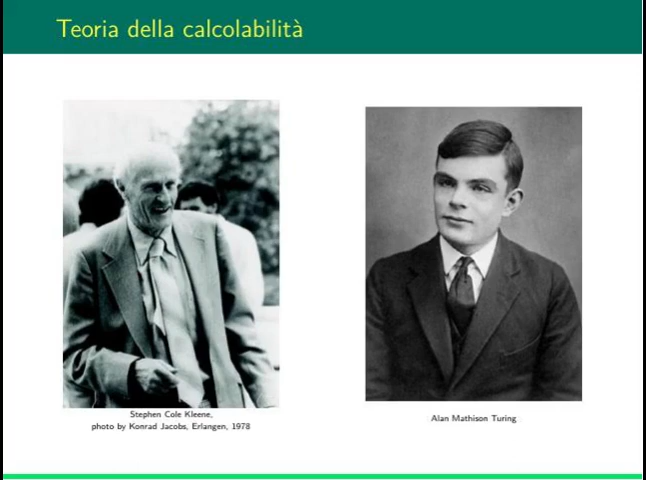 Teoria della calcolabilità
Stephen Cole Kleene,
photo by Konrad Jacobs, Erlangen, 1978
Alan Mathison Turing